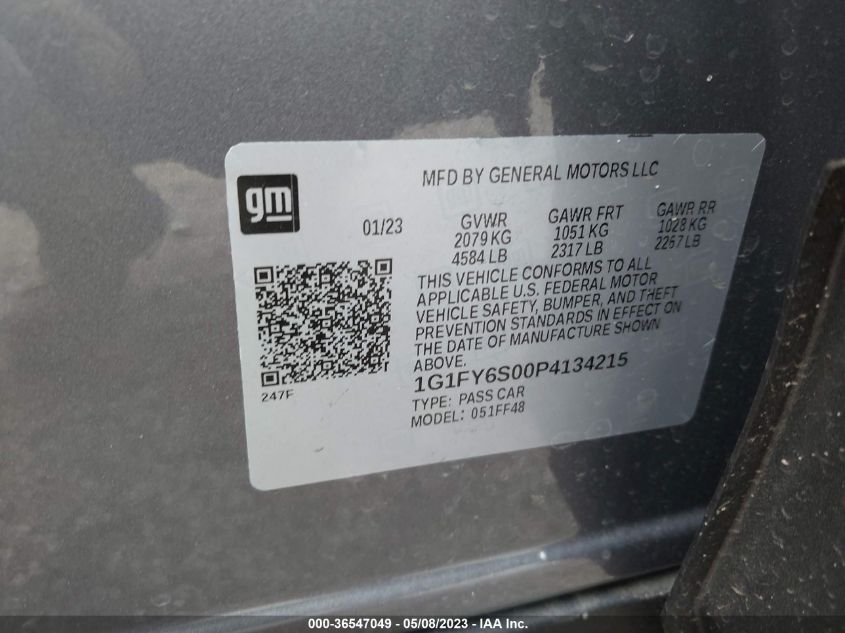 MFD BY GENERAL MOTORS LLC
gm
01/23 GVWR GAWR FRT GAWR RR
2079 KG 1051 KG 1028 KG
4584 LB 2317 LB 2267 LB
THIS VEHICLE CONFORMS TO ALL
APPLICABLE U.S. FEDERAL MOTOR
VEHICLE SAFETY, BUMPER, AND THEFT
PREVENTION STANDARDS IN EFFECT ON
THE DATE OF MANUFACTURE SHOWN
ABOVE.
1G1FY6S00P4134215
247F
TYPE: PASS CAR
MODEL: 051FF48
000-36547049 - 05/08/2023 - Copyright IAA, Inc.